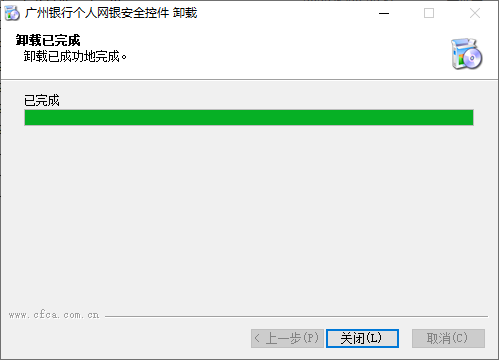 广州银行个人网银安全控件 卸载
卸载已完成
卸载已成功地完成。
已完成
www.cfca.com.cn
< 上一步(P)
关闭(L)
取消(C)